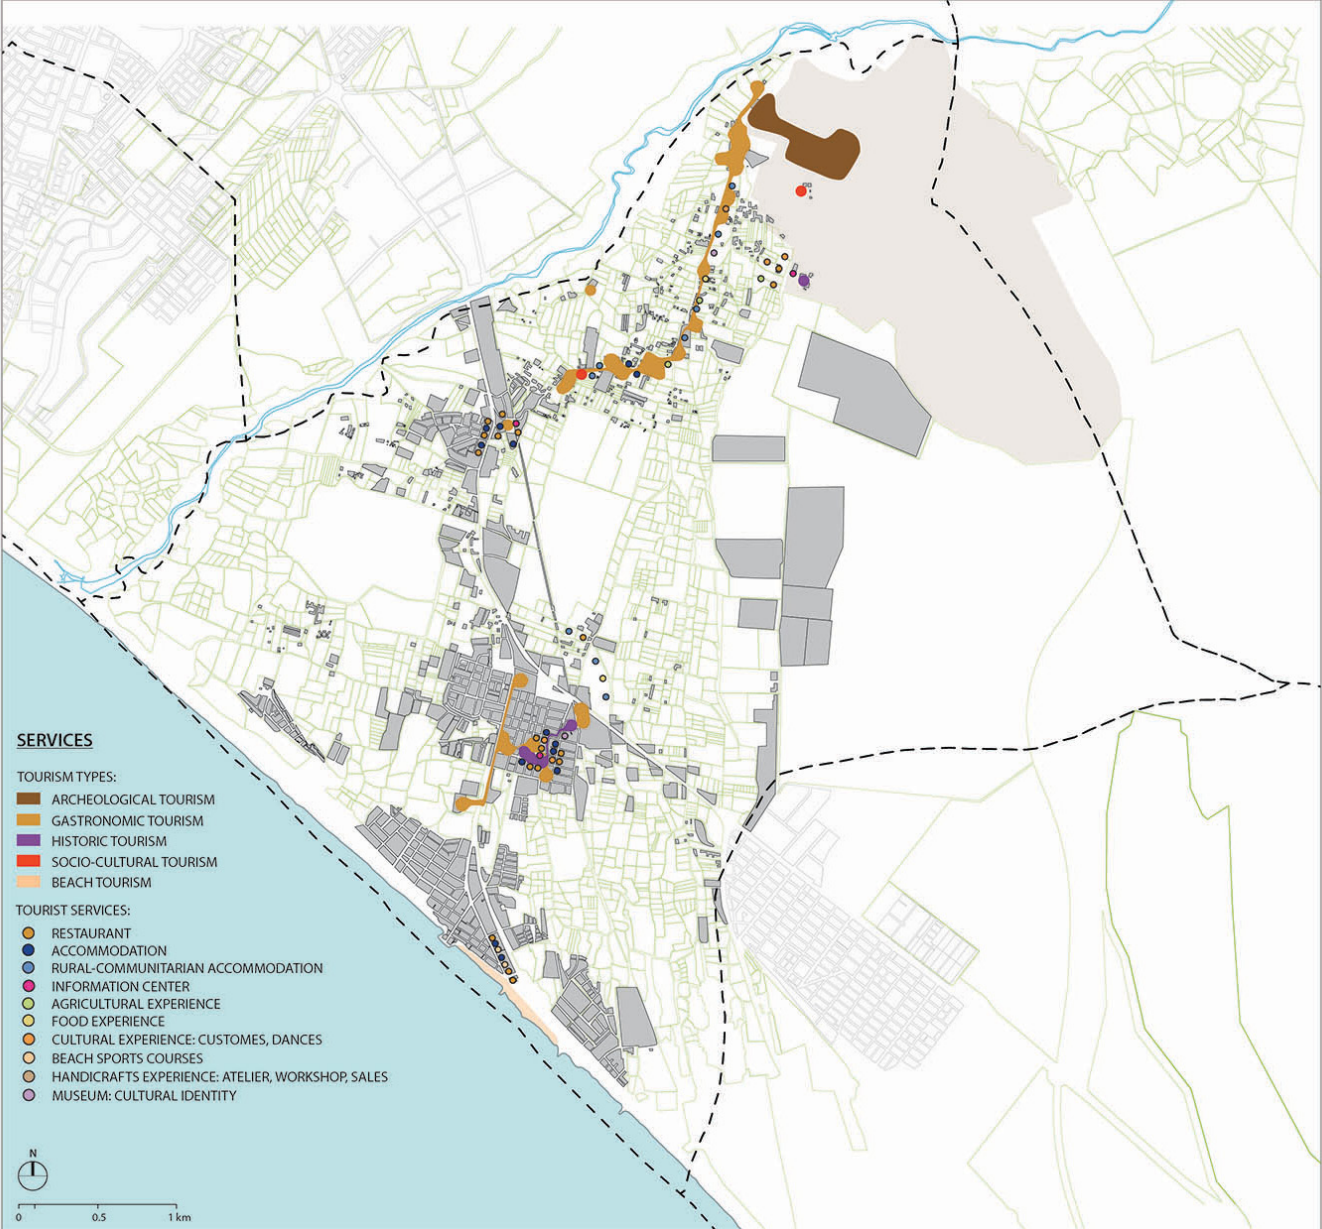 SERVICES
TOURISM TYPES:
ARCHEOLOGICAL TOURISM
GASTRONOMIC TOURISM
HISTORIC TOURISM
SOCIO-CULTURAL TOURISM
BEACH TOURISM
TOURIST SERVICES:
RESTAURANT
ACCOMMODATION
RURAL-COMMUNITARIAN ACCOMMODATION
INFORMATION CENTER
AGRICULTURAL EXPERIENCE
FOOD EXPERIENCE
CULTURAL EXPERIENCE: CUSTOMES, DANCES
BEACH SPORTS COURSES
HANDICRAFTS EXPERIENCE: ATELIER, WORKSHOP, SALES
MUSEUM: CULTURAL IDENTITY
N
0 0.5 1 km